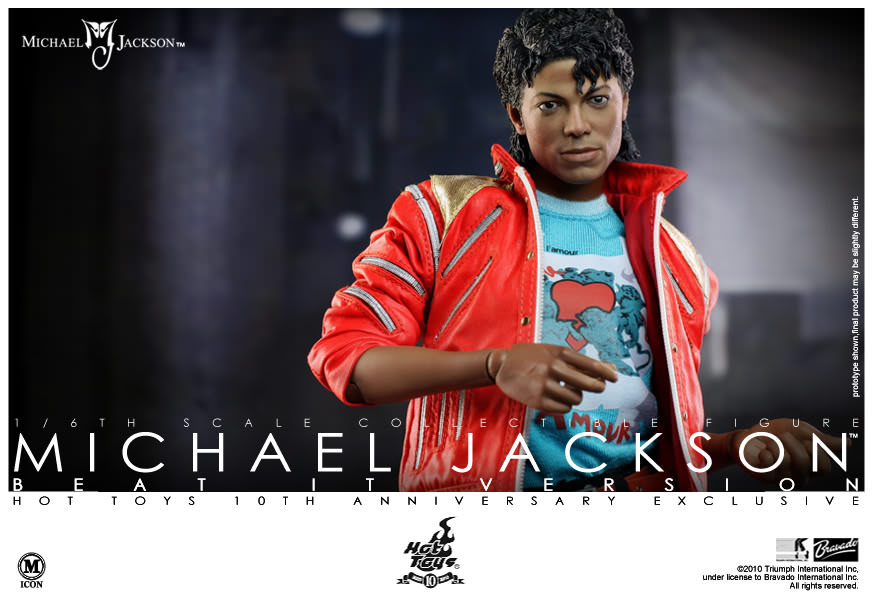 MICHAEL MJ JACKSON™
l'amour
L'MOUR
prototype shown,final product may be slightly different.
1/6TH SCALE COLLECTIBLE FIGURE
MICHAEL JACKSON™
BEAT IT VERSION
HOT TOYS 10TH ANNIVERSARY EXCLUSIVE
M
ICON
Hot
Toys
10
Bravado
©2010 Triumph International Inc,
under license to Bravado International Inc.
All rights reserved.